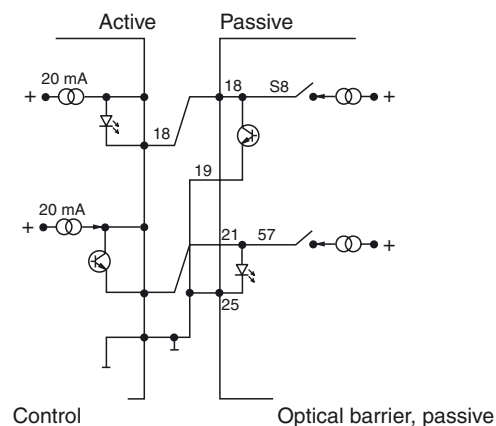 Active Passive
20 mA
+ 18 S8 +
18
19
20 mA
+ 21 57 +
25
Control Optical barrier, passive